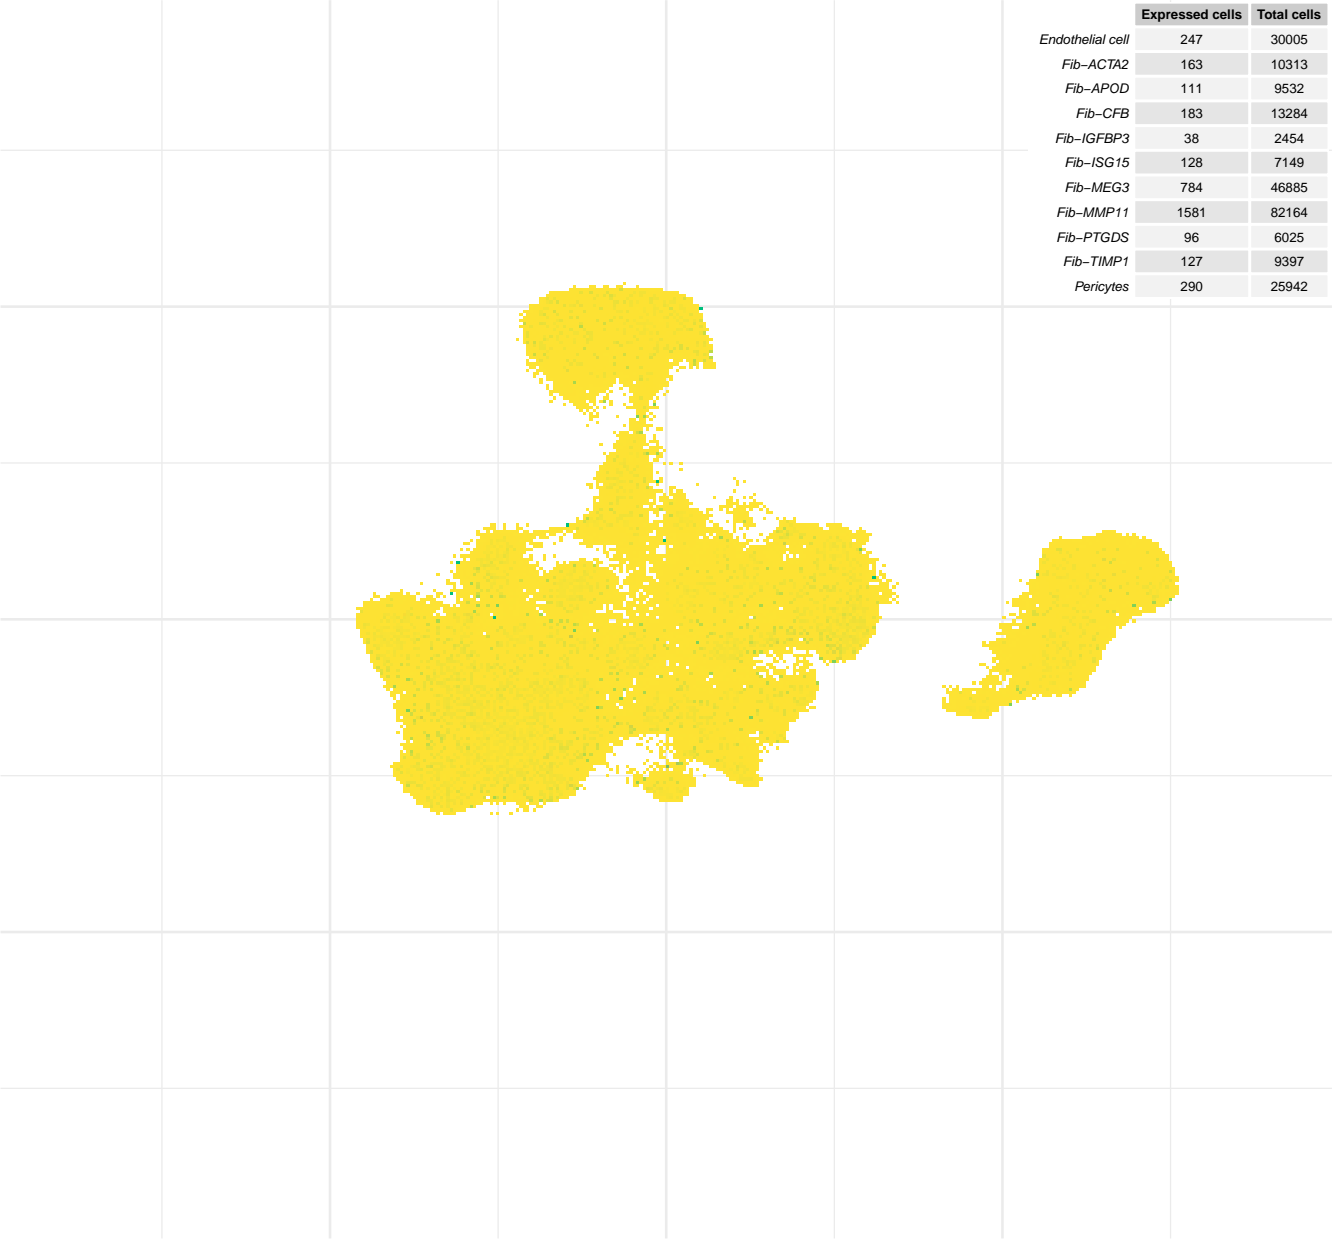 Expressed cells Total cells
Endothelial cell 247 30005
Fib−ACTA2 163 10313
Fib−APOD 111 9532
Fib−CFB 183 13284
Fib−IGFBP3 38 2454
Fib−ISG15 128 7149
Fib−MEG3 784 46885
Fib−MMP11 1581 82164
Fib−PTGDS 96 6025
Fib−TIMP1 127 9397
Pericytes 290 25942